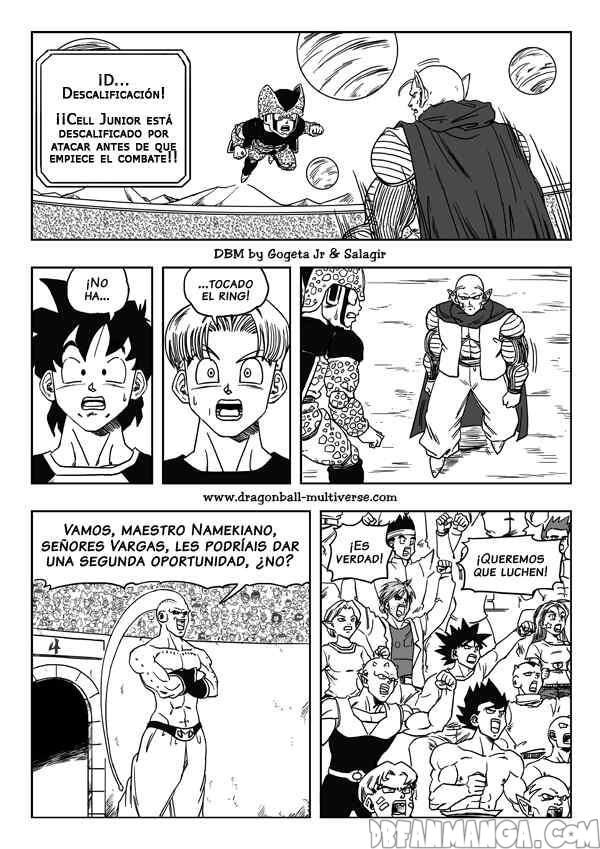 ¡D...
Descalificación!
¡¡Cell Junior está
descalificado por
atacar antes de que
empiece el combate!!
DBM by Gogeta Jr & Salagir
¡No
ha...
...tocado
el ring!
www.dragonball-multiverse.com
Vamos, maestro Namekiano,
señores Vargas, les podríais dar
una segunda oportunidad, ¿no?
4
M
¡Es
verdad!
¡Queremos
que luchen!
DBFANMANGA.COM